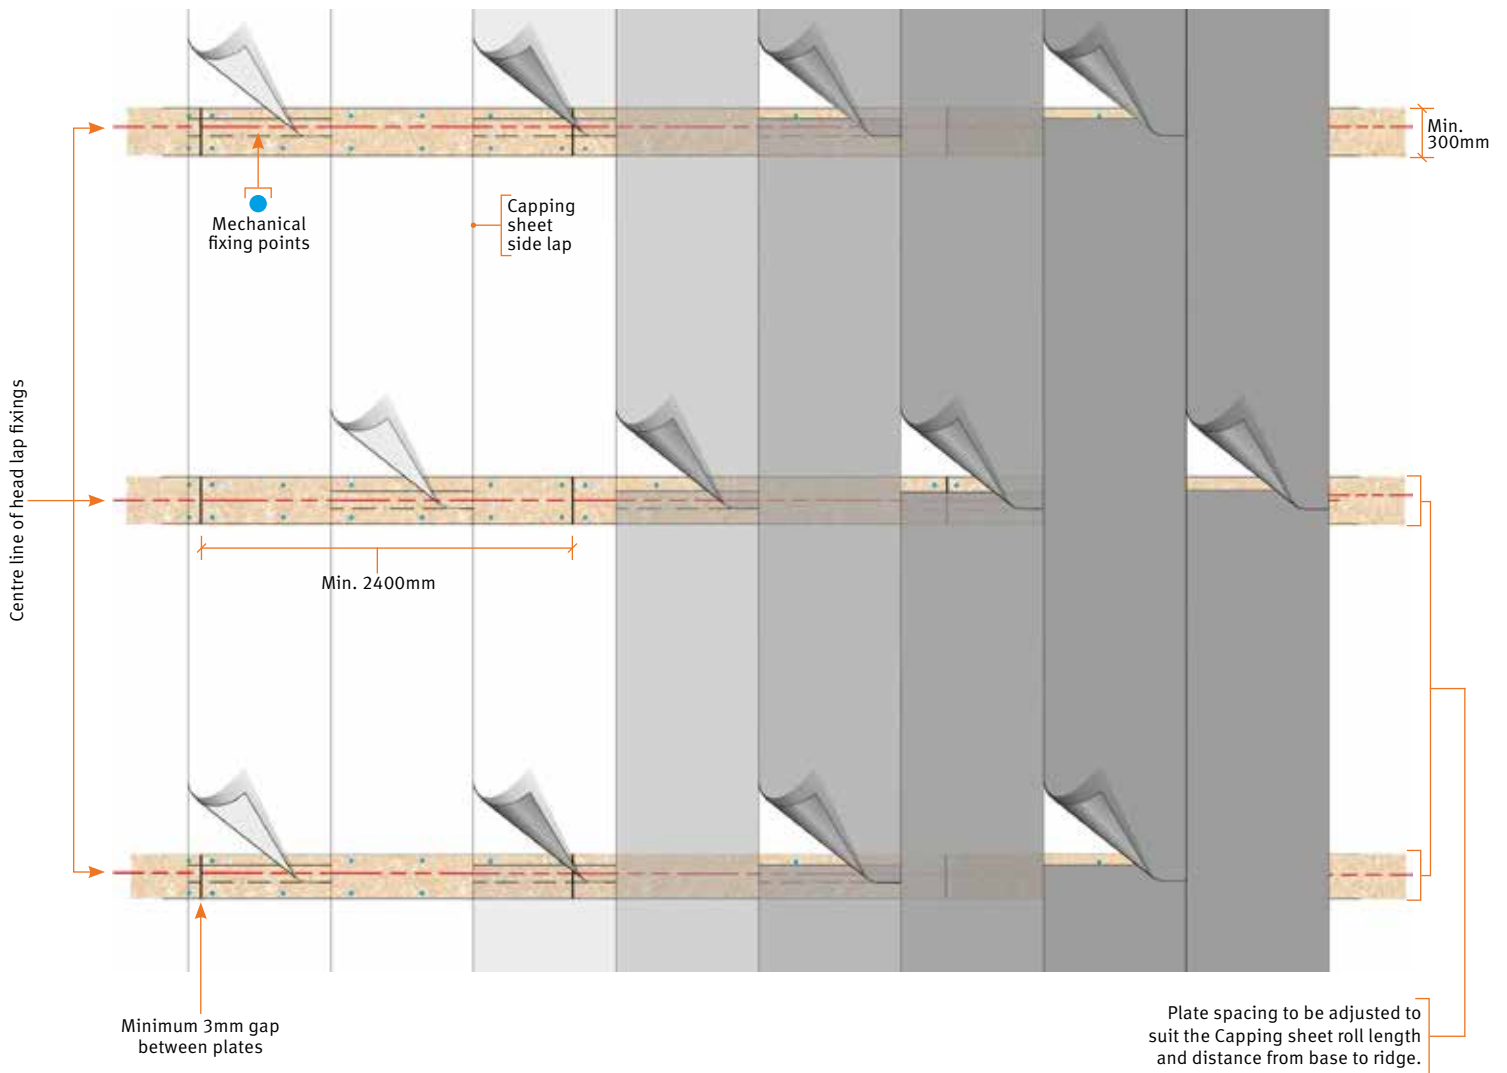 Min.
300mm
Mechanical
fixing points
Capping
sheet
side lap
Centre line of head lap fixings
Min. 2400mm
Minimum 3mm gap
between plates
Plate spacing to be adjusted to
suit the Capping sheet roll length
and distance from base to ridge.